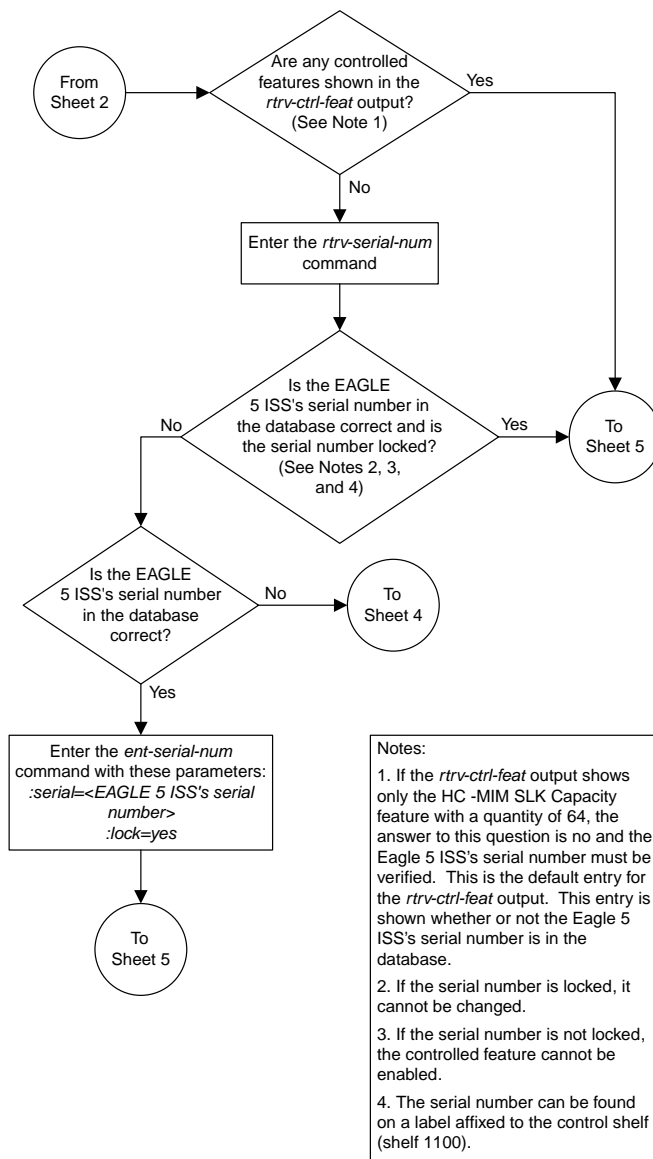 From
Sheet 2
Are any controlled
features shown in the
rtrv-ctrl-feat output?
(See Note 1)
Yes
No
Enter the rtrv-serial-num
command
Is the EAGLE
5 ISS's serial number in
the database correct and is
the serial number locked?
(See Notes 2, 3,
and 4)
No
Yes
To
Sheet 5
Is the EAGLE
5 ISS's serial number
in the database
correct?
No
To
Sheet 4
Yes
Enter the ent-serial-num
command with these parameters:
:serial=<EAGLE 5 ISS's serial
number>
:lock=yes
To
Sheet 5
Notes:
1. If the rtrv-ctrl-feat output shows
only the HC -MIM SLK Capacity
feature with a quantity of 64, the
answer to this question is no and the
Eagle 5 ISS's serial number must be
verified.  This is the default entry for
the rtrv-ctrl-feat output.  This entry is
shown whether or not the Eagle 5
ISS's serial number is in the
database.
2. If the serial number is locked, it
cannot be changed.
3. If the serial number is not locked,
the controlled feature cannot be
enabled.
4. The serial number can be found
on a label affixed to the control shelf
(shelf 1100).